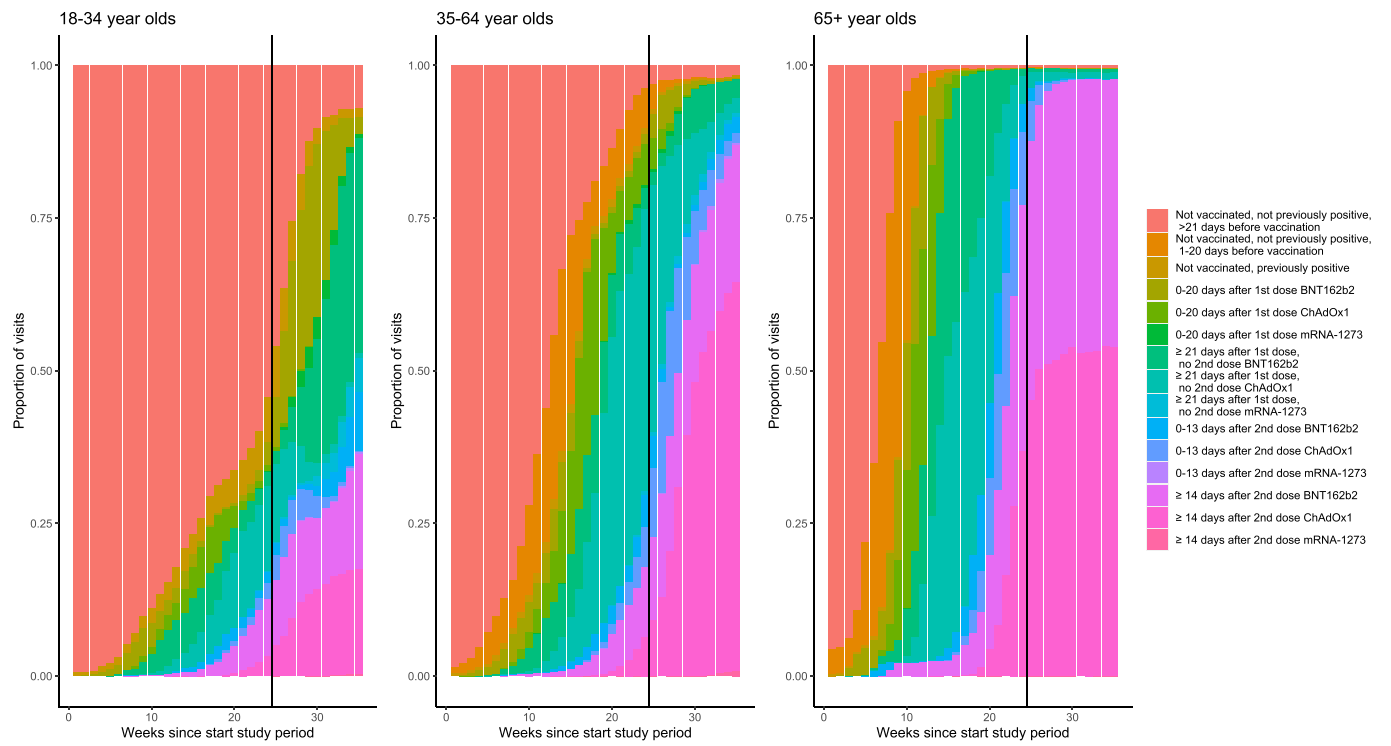 18-34 year olds
35-64 year olds
65+ year olds
Proportion of visits
1.00
0.75
0.50
0.25
0.00
0
10
20
30
Weeks since start study period
Proportion of visits
1.00
0.75
0.50
0.25
0.00
0
10
20
30
Weeks since start study period
Proportion of visits
1.00
0.75
0.50
0.25
0.00
0
10
20
30
Weeks since start study period
Not vaccinated, not previously positive,
>21 days before vaccination
Not vaccinated, not previously positive,
1-20 days before vaccination
Not vaccinated, previously positive
0-20 days after 1st dose BNT162b2
0-20 days after 1st dose ChAdOx1
0-20 days after 1st dose mRNA-1273
≥ 21 days after 1st dose,
no 2nd dose BNT162b2
≥ 21 days after 1st dose,
no 2nd dose ChAdOx1
≥ 21 days after 1st dose,
no 2nd dose mRNA-1273
0-13 days after 2nd dose BNT162b2
0-13 days after 2nd dose ChAdOx1
0-13 days after 2nd dose mRNA-1273
≥ 14 days after 2nd dose BNT162b2
≥ 14 days after 2nd dose ChAdOx1
≥ 14 days after 2nd dose mRNA-1273